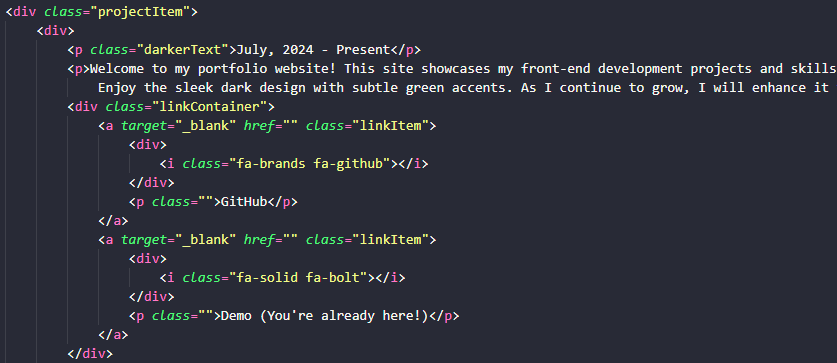 <div class="projectItem">
<div>
<p class="darkerText">July, 2024 - Present</p>
<p>Welcome to my portfolio website! This site showcases my front-end development projects and skills
Enjoy the sleek dark design with subtle green accents. As I continue to grow, I will enhance it
<div class="linkContainer">
<a target="_blank" href="" class="linkItem">
<div>
<i class="fa-brands fa-github"></i>
</div>
<p class="">GitHub</p>
</a>
<a target="_blank" href="" class="linkItem">
<div>
<i class="fa-solid fa-bolt"></i>
</div>
<p class="">Demo (You're already here!)</p>
</a>
</div>